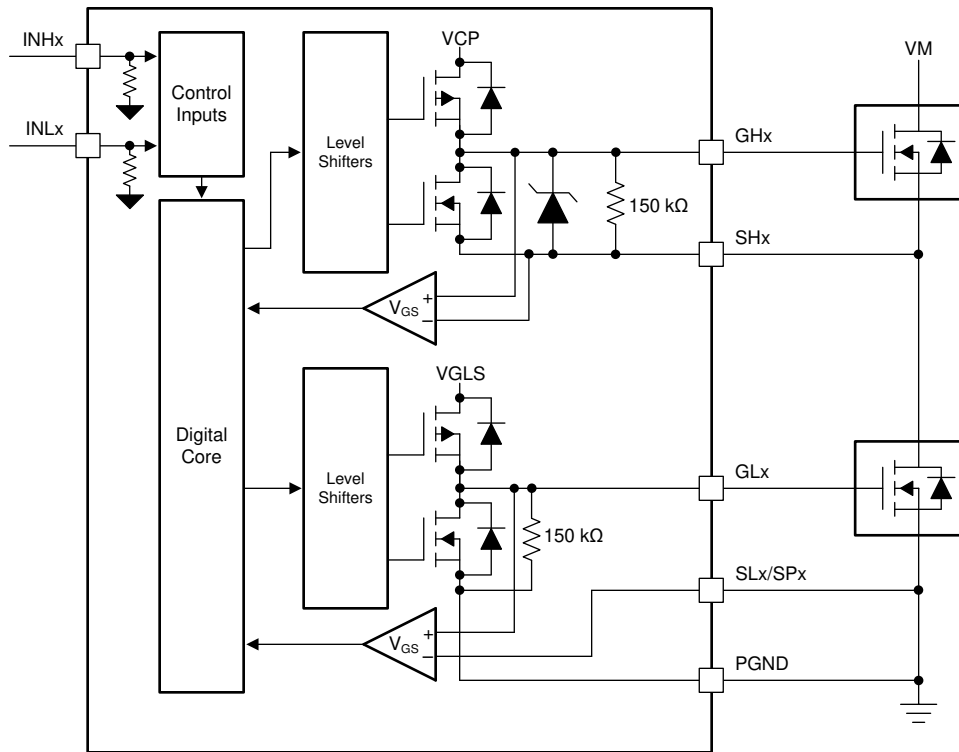 INHx
INLx
Control
Inputs
Level
Shifters
VCP
VM
GHx
150 kΩ
SHx
VGS
+
−
Digital
Core
Level
Shifters
VGLS
GLx
150 kΩ
SLx/SPx
VGS
+
−
PGND